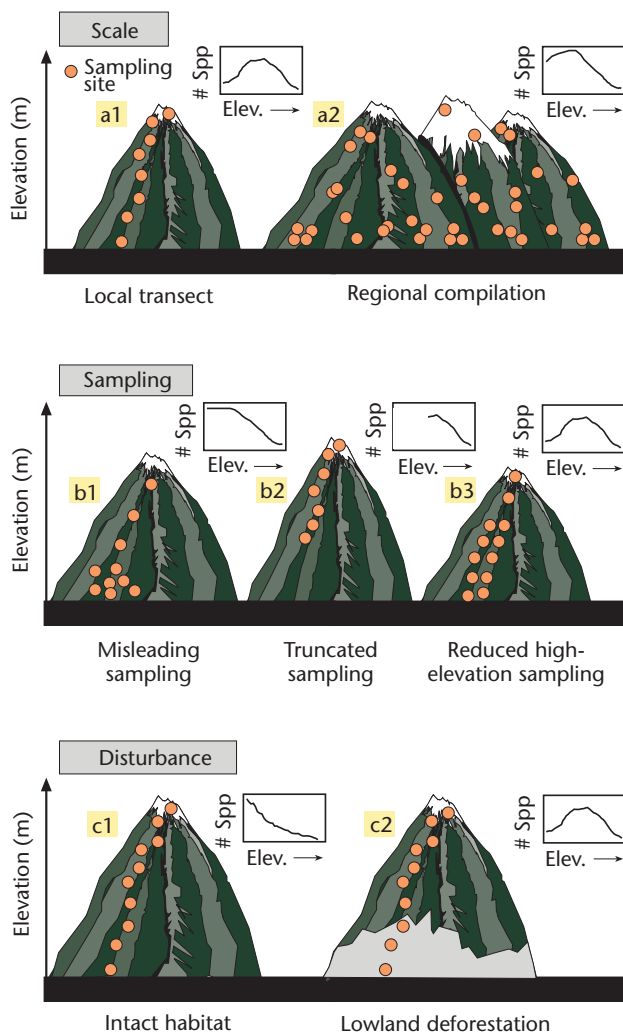 Scale
Sampling
site
a1
# Spp
Elev.
a2
# Spp
Elev.
Elevation (m)
Local transect
Regional compilation
Sampling
b1
# Spp
Elev.
b2
# Spp
Elev.
b3
# Spp
Elev.
Elevation (m)
Misleading
sampling
Truncated
sampling
Reduced high-
elevation sampling
Disturbance
c1
# Spp
Elev.
c2
# Spp
Elev.
Elevation (m)
Intact habitat
Lowland deforestation